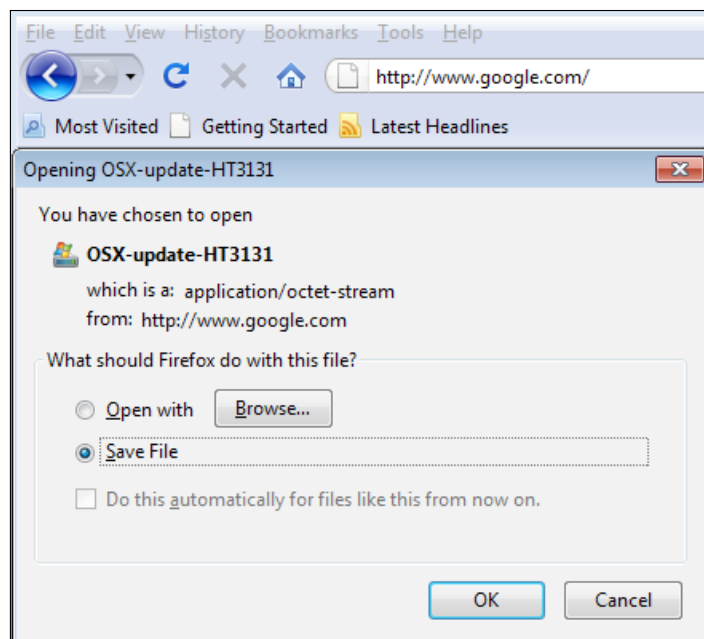 File Edit View History Bookmarks Tools Help
http://www.google.com/
Most Visited Getting Started Latest Headlines
Opening OSX-update-HT3131
You have chosen to open
OSX-update-HT3131
which is a: application/octet-stream
from: http://www.google.com
What should Firefox do with this file?
Open with Browse...
Save File
Do this automatically for files like this from now on.
OK Cancel